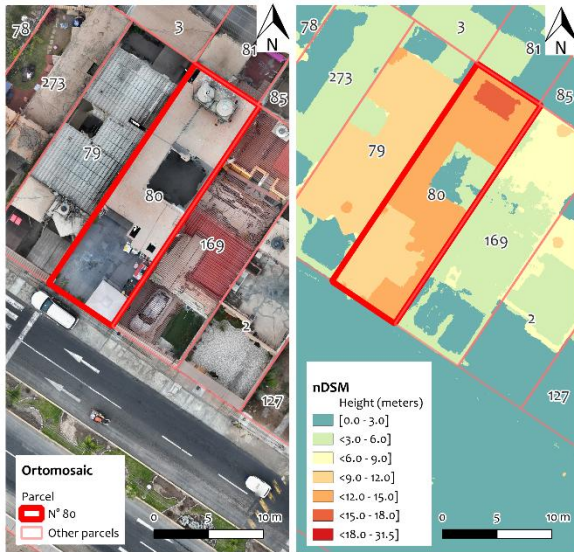 78
3
81
N
273
85
79
80
169
2
127
Ortomosaic
Parcel
N° 80
Other parcels
0 5 10 m
78
3
81
N
273
85
79
80
169
2
127
nDSM
Height (meters)
[0.0 - 3.0]
<3.0 - 6.0]
<6.0 - 9.0]
<9.0 - 12.0]
<12.0 - 15.0]
<15.0 - 18.0]
<18.0 - 31.5]
0 5 10 m